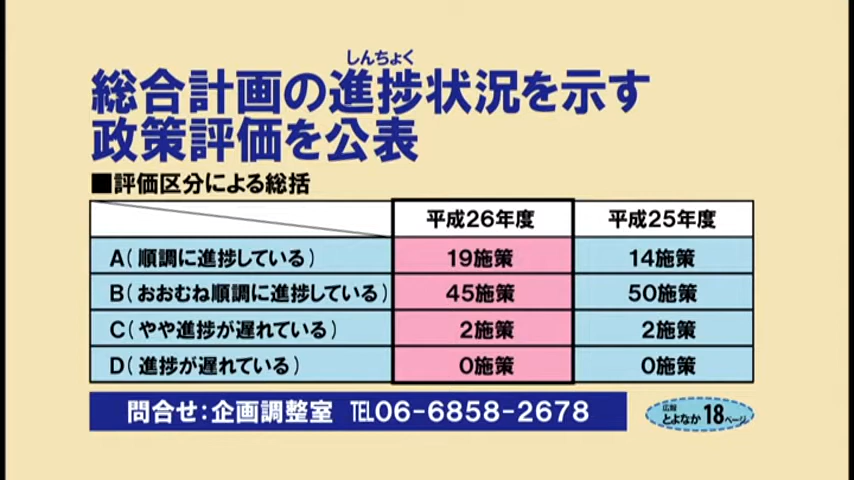 しんちょく
総合計画の進捗状況を示す
政策評価を公表
■評価区分による総括
平成26年度 平成25年度
A(順調に進捗している) 19施策 14施策
B(おおむね順調に進捗している) 45施策 50施策
C(やや進捗が遅れている) 2施策 2施策
D(進捗が遅れている) 0施策 0施策
問合せ:企画調整室 TEL06-6858-2678
広報
とよなか 18ページ